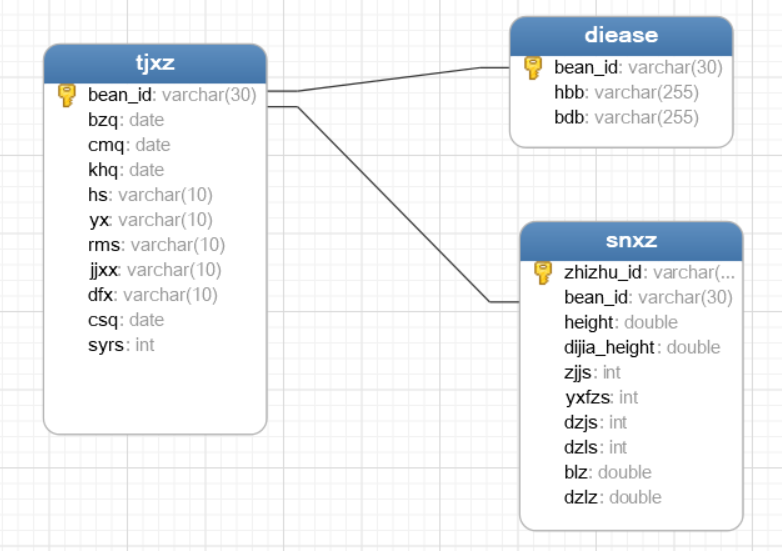 tjxz
bean_id: varchar(30)
bzq: date
cmq: date
khq: date
hs: varchar(10)
yx: varchar(10)
rms: varchar(10)
jjxx: varchar(10)
dfx: varchar(10)
csq: date
syrs: int
diease
bean_id: varchar(30)
hbb: varchar(255)
bdb: varchar(255)
snxz
zhizhu_id: varchar(...
bean_id: varchar(30)
height: double
dijia_height: double
zjjs: int
yxfzs: int
dzjs: int
dzls: int
blz: double
dzlz: double